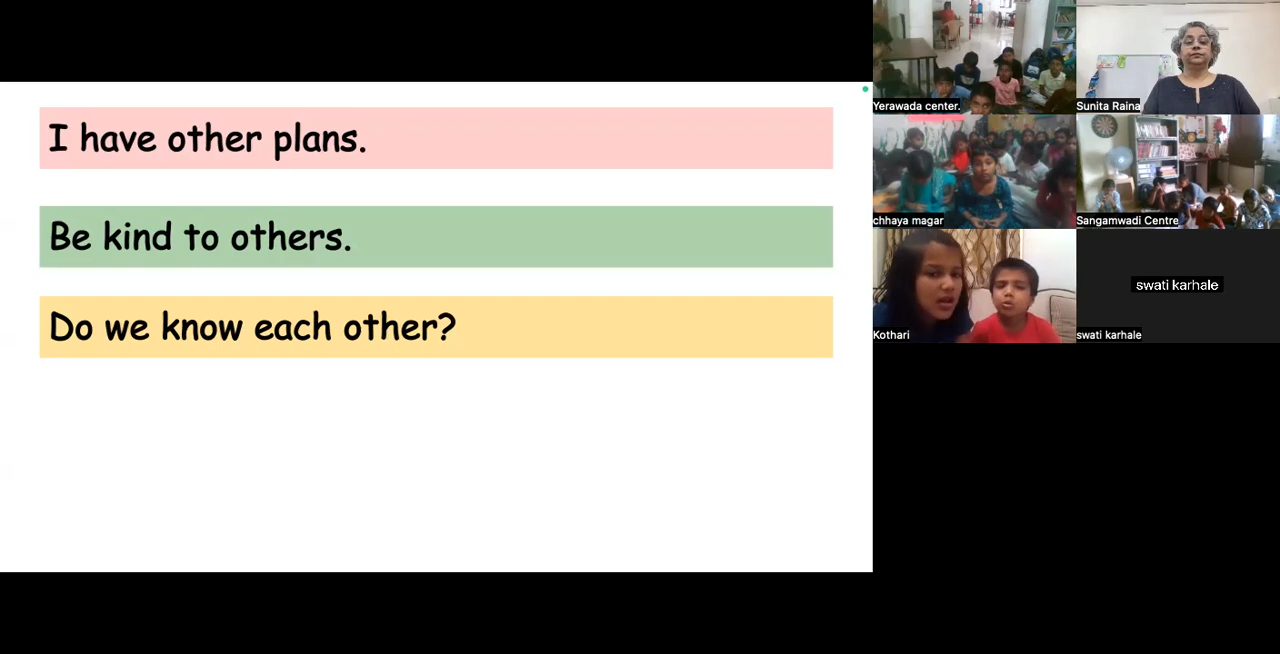 I have other plans.
Be kind to others.
Do we know each other?
Yerawada center.
Sunita Raina
chhaya magar
Sangamwadi Centre
Kothari
swati karhale
swati karhale